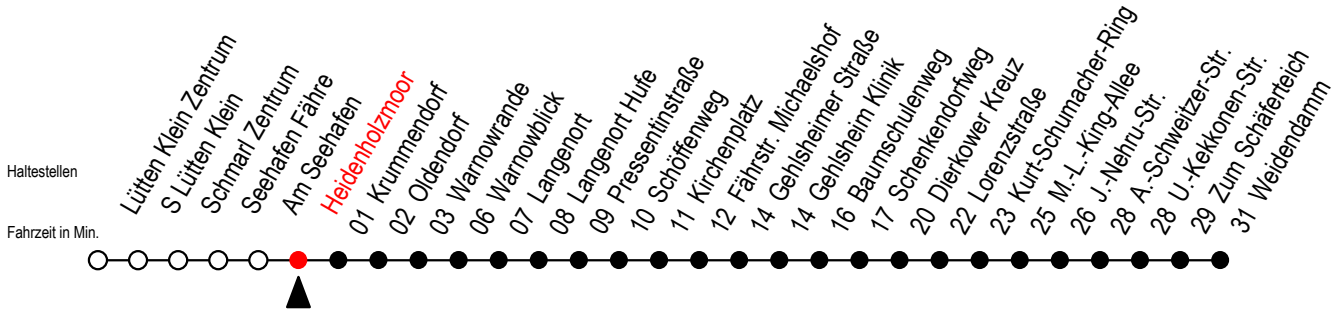 Haltestellen
Fahrzeit in Min.
Lütten Klein Zentrum
S Lütten Klein
Schmarl Zentrum
Seehafen Fähre
Am Seehafen
Heidenholzmoor
01 Krummendorf
02 Oldendorf
03 Warnowrande
06 Warnowblick
07 Langenort
08 Langenort Hufe
09 Pressentinstraße
10 Schöffenweg
11 Kirchenplatz
12 Fährstr. Michaelshof
14 Gehlsheimer Straße
14 Gehlsheim Klinik
16 Baumschulenweg
17 Schenkendorfweg
20 Dierkower Kreuz
22 Lorenzstraße
23 Kurt-Schumacher-Ring
25 M.-L.-King-Allee
26 J.-Nehru-Str.
28 A.-Schweitzer-Str.
28 U.-Kekkonen-Str.
29 Zum Schäferteich
31 Weidendamm